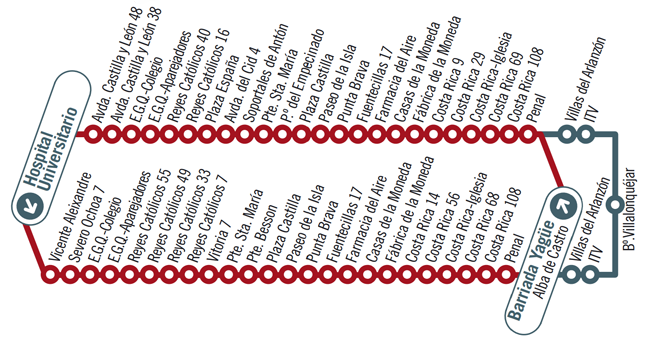 Hospital
Universitario
Avda. Castilla y León 48
Avda. Castilla y León 38
E.G.Q.-Colegio
E.G.Q.-Aparejadores
Reyes Católicos 40
Reyes Católicos 16
Plaza España
Avda. del Cid 4
Soportales de Antón
Pte. Sta. María
P.º del Empecinado
Plaza Castilla
Paseo de la Isla
Punta Brava
Fuentecillas 17
Farmacia del Aire
Casas de la Moneda
Fábrica de la Moneda
Costa Rica 9
Costa Rica 29
Costa Rica-Iglesia
Costa Rica 69
Costa Rica 108
Penal
Villas del Arlanzón
ITV
Bº.Villalonquéjar
Vicente Aleixandre
Severo Ochoa 7
E.G.Q.-Colegio
E.G.Q.-Aparejadores
Reyes Católicos 55
Reyes Católicos 49
Reyes Católicos 33
Reyes Católicos 7
Vitoria 7
Pte. Sta. María
Pte. Besson
Plaza Castilla
Paseo de la Isla
Punta Brava
Fuentecillas 17
Farmacia del Aire
Casas de la Moneda
Fábrica de la Moneda
Costa Rica 14
Costa Rica 56
Costa Rica-Iglesia
Costa Rica 68
Costa Rica 108
Penal
Barriada Yagüe
Alba de Castro
Villas del Arlanzón
ITV